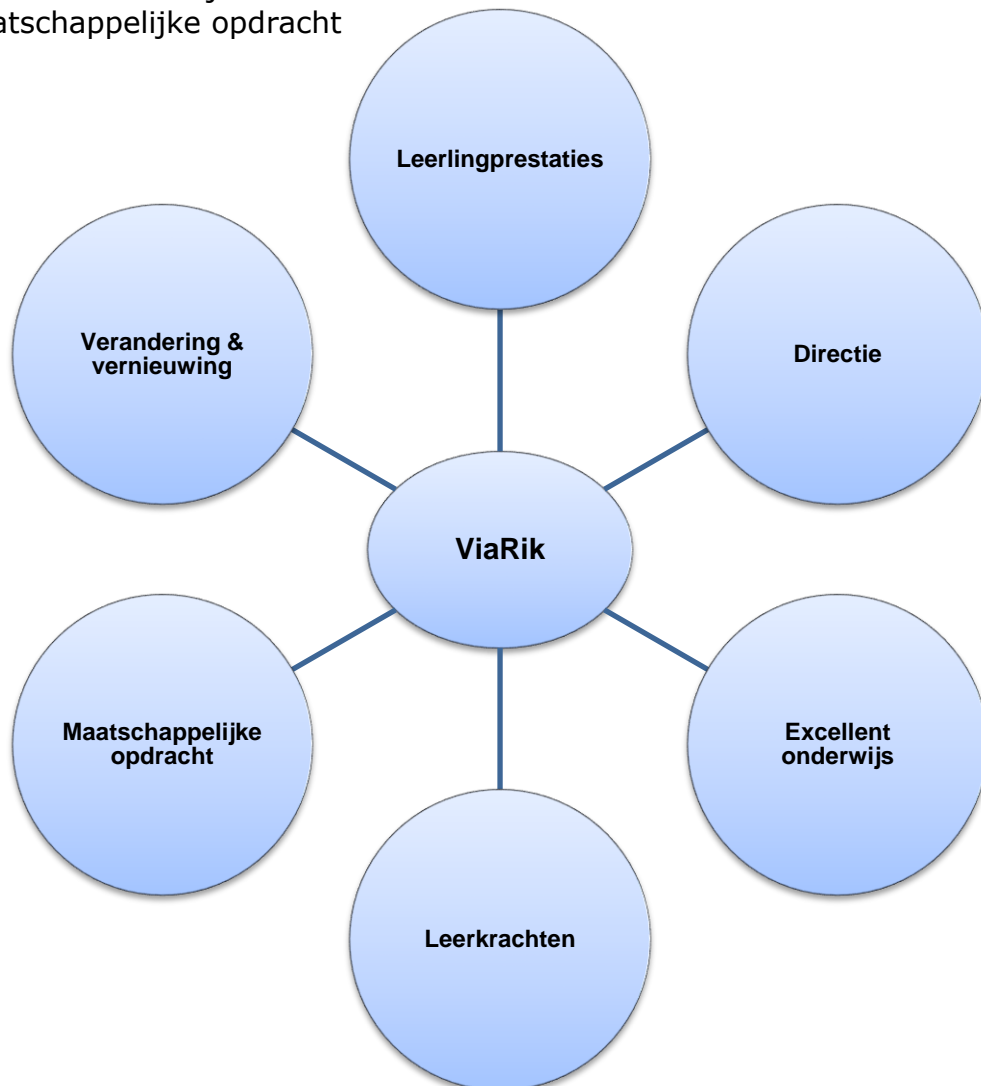 atschappelijke opdracht
Leerlingprestaties
Verandering &
vernieuwing
Directie
ViaRik
Maatschappelijke
opdracht
Excellent
onderwijs
Leerkrachten